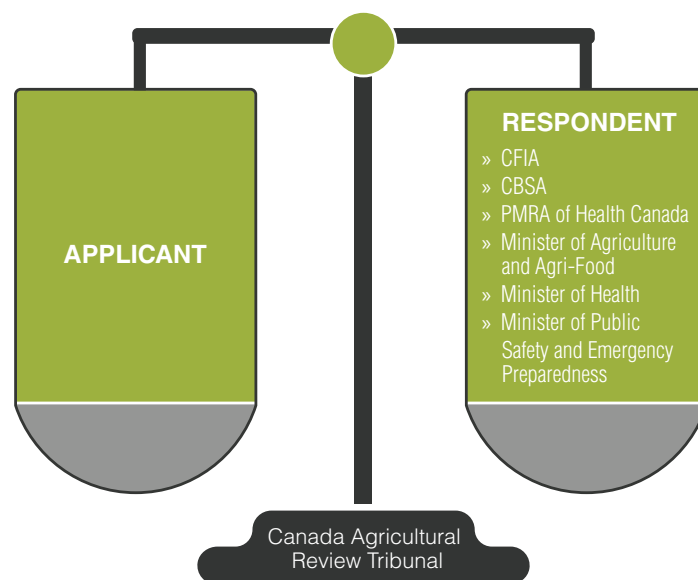 APPLICANT
RESPONDENT
» CFIA
» CBSA
» PMRA of Health Canada
» Minister of Agriculture
and Agri-Food
» Minister of Health
» Minister of Public
Safety and Emergency
Preparedness
Canada Agricultural
Review Tribunal